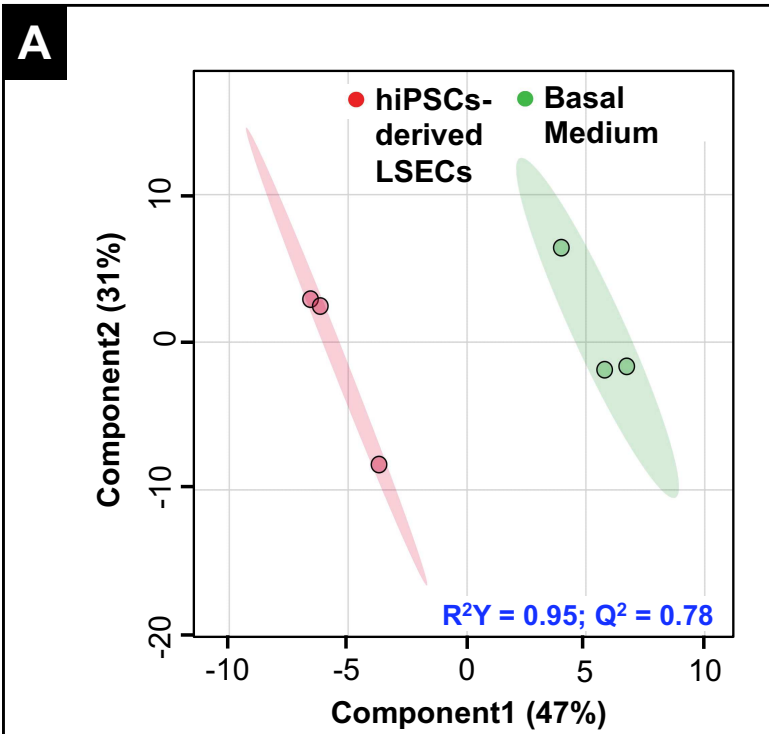 A
hiPSCs-
derived
LSECs
Basal
Medium
10
0
-10
-20
Component2 (31%)
R²Y = 0.95; Q² = 0.78
-10 -5 0 5 10
Component1 (47%)